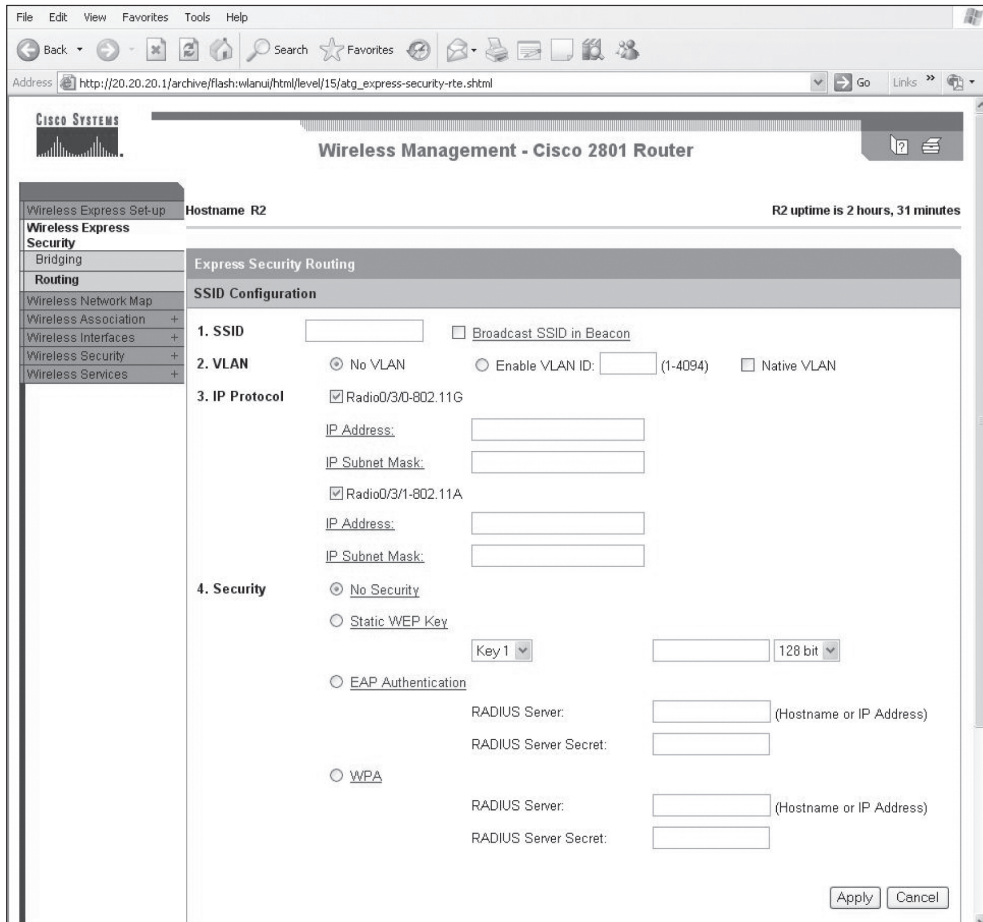 File Edit View Favorites Tools Help
Back Search Favorites
Address http://20.20.20.1/archive/flash:wlanui/html/level/15/atg_express-security-rte.shtml Go Links »
CISCO SYSTEMS
Wireless Management - Cisco 2801 Router
Wireless Express Set-up
Wireless Express
Security
Bridging
Routing
Wireless Network Map
Wireless Association +
Wireless Interfaces +
Wireless Security +
Wireless Services +
Hostname R2 R2 uptime is 2 hours, 31 minutes
Express Security Routing
SSID Configuration
1. SSID Broadcast SSID in Beacon
2. VLAN No VLAN Enable VLAN ID: (1-4094) Native VLAN
3. IP Protocol Radio0/3/0-802.11G
IP Address:
IP Subnet Mask:
Radio0/3/1-802.11A
IP Address:
IP Subnet Mask:
4. Security No Security
Static WEP Key
Key 1 128 bit
EAP Authentication
RADIUS Server: (Hostname or IP Address)
RADIUS Server Secret:
WPA
RADIUS Server: (Hostname or IP Address)
RADIUS Server Secret:
Apply Cancel